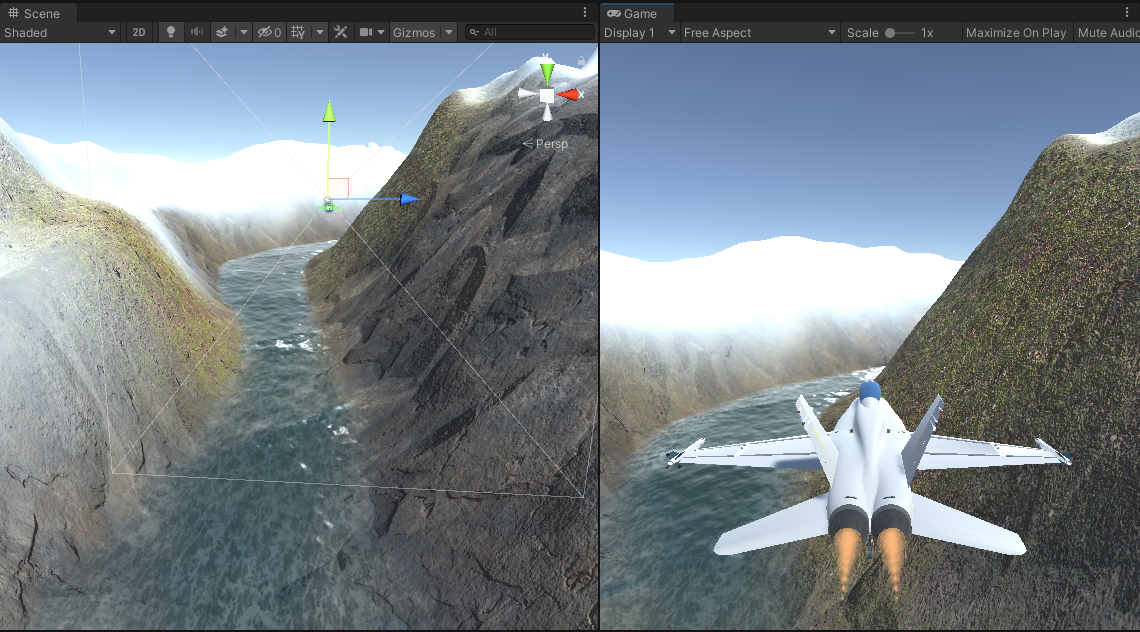 Scene
Shaded
2D
0
Gizmos
All
y
x
Persp
Game
Display 1
Free Aspect
Scale
1x
Maximize On Play
Mute Audio